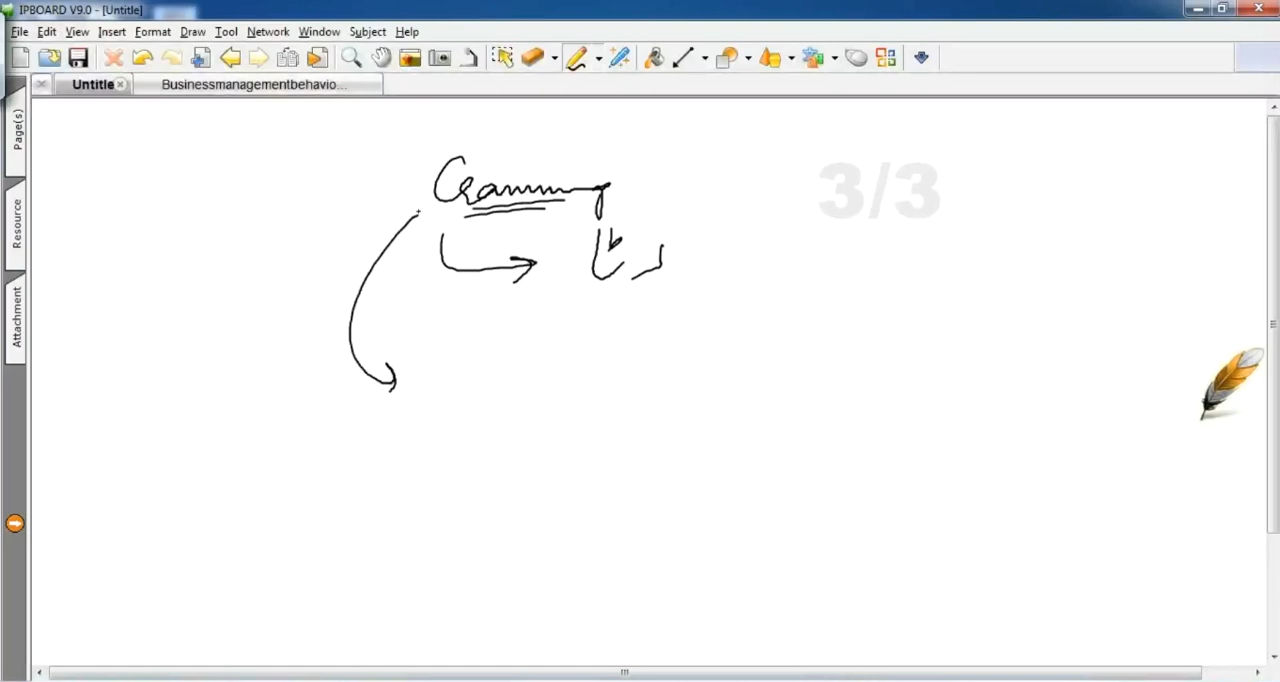 IPBOARD V9.0 - [Untitle]
File Edit View Insert Format Draw Tool Network Window Subject Help
Untitle Businessmanagementbehavio...
Page(s)
Resource
Attachment
3/3
Cramming